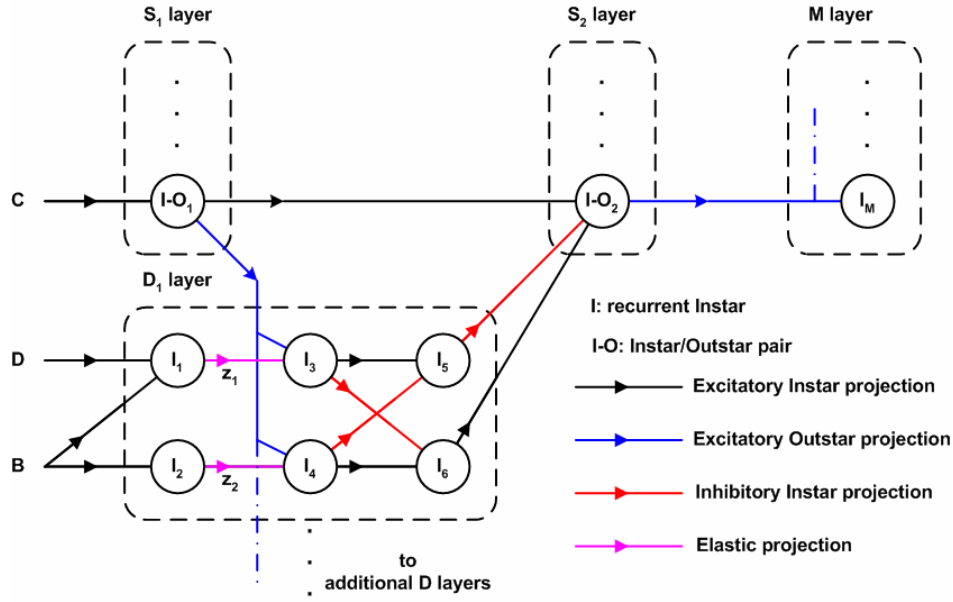 S1 layer
S2 layer
M layer
C
I-O1
I-O2
IM
D1 layer
I: recurrent Instar
I-O: Instar/Outstar pair
D
I1
z1
I3
I5
Excitatory Instar projection
Excitatory Outstar projection
B
I2
z2
I4
I6
Inhibitory Instar projection
Elastic projection
to
additional D layers